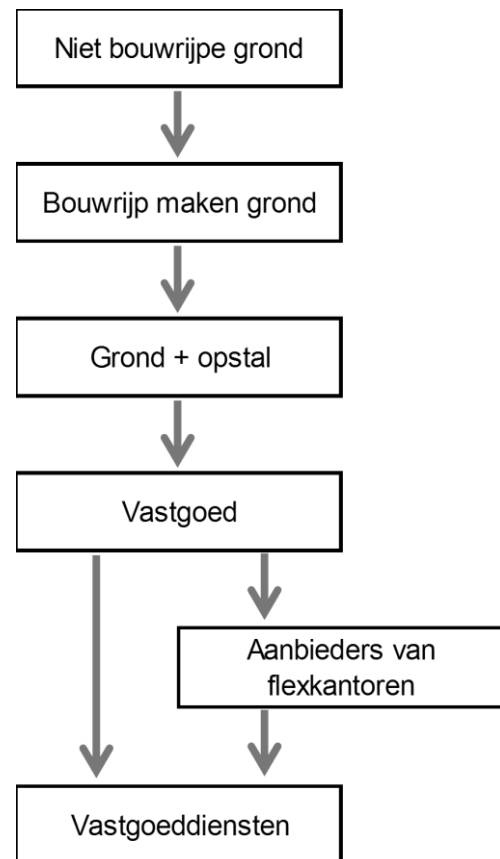 Niet bouwrijpe grond
Bouwrijp maken grond
Grond + opstal
Vastgoed
Aanbieders van
flexkantoren
Vastgoeddiensten